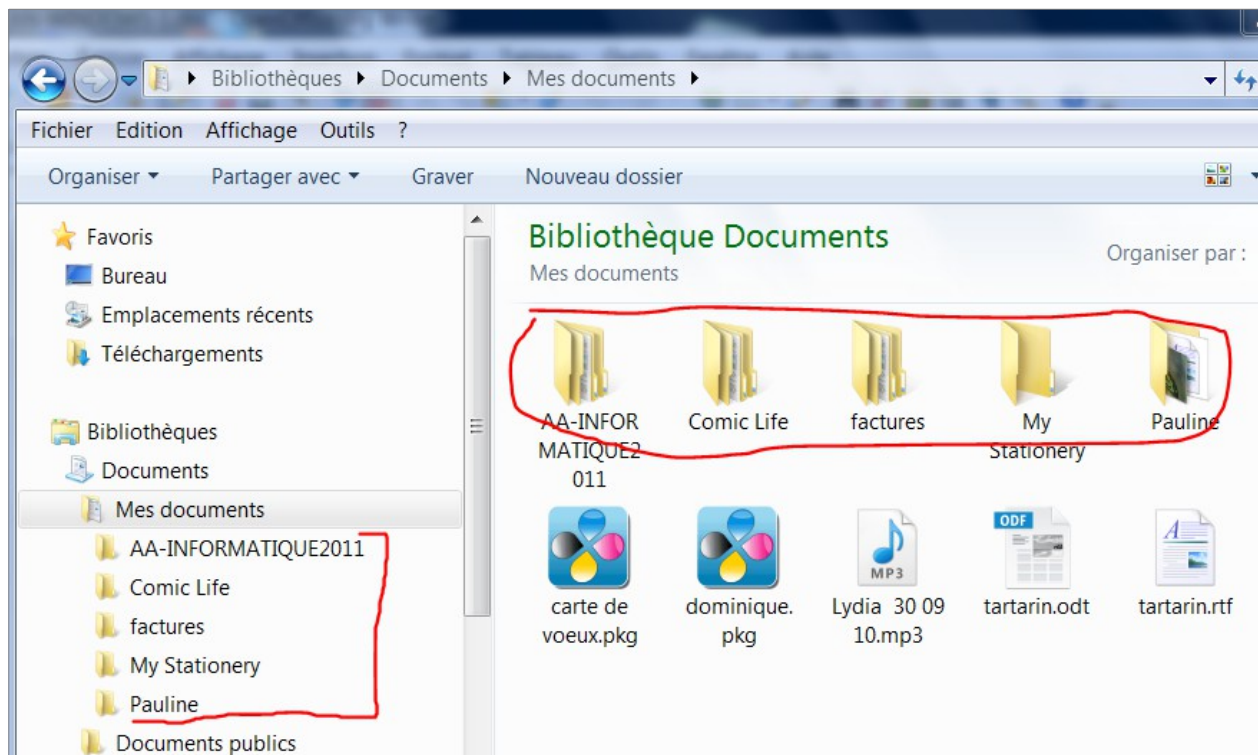 Bibliothèques Documents Mes documents
Fichier Edition Affichage Outils ?
Organiser Partager avec Graver Nouveau dossier
Favoris
Bureau
Emplacements récents
Téléchargements
Bibliothèques
Documents
Mes documents
AA-INFORMATIQUE2011
Comic Life
factures
My Stationery
Pauline
Documents publics
Bibliothèque Documents
Mes documents
Organiser par :
AA-INFOR
MATIQUE2
011
Comic Life
factures
My
Stationery
Pauline
carte de
voeux.pkg
dominique.
pkg
MP3
Lydia 30 09
10.mp3
ODF
tartarin.odt
A
tartarin.rtf